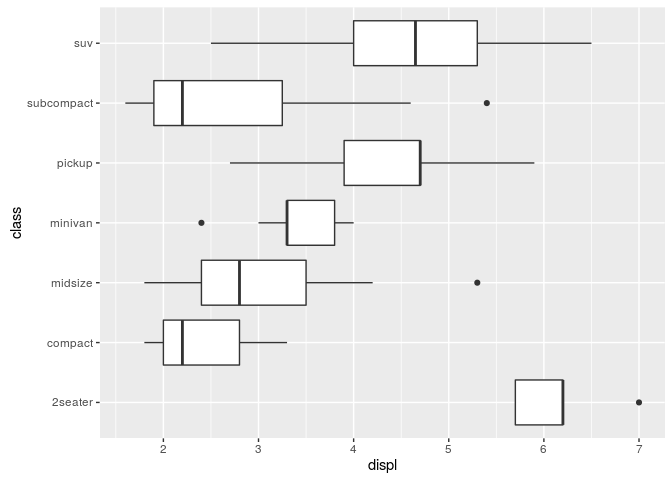 suv
subcompact
pickup
minivan
midsize
compact
2seater
class
2 3 4 5 6 7
displ